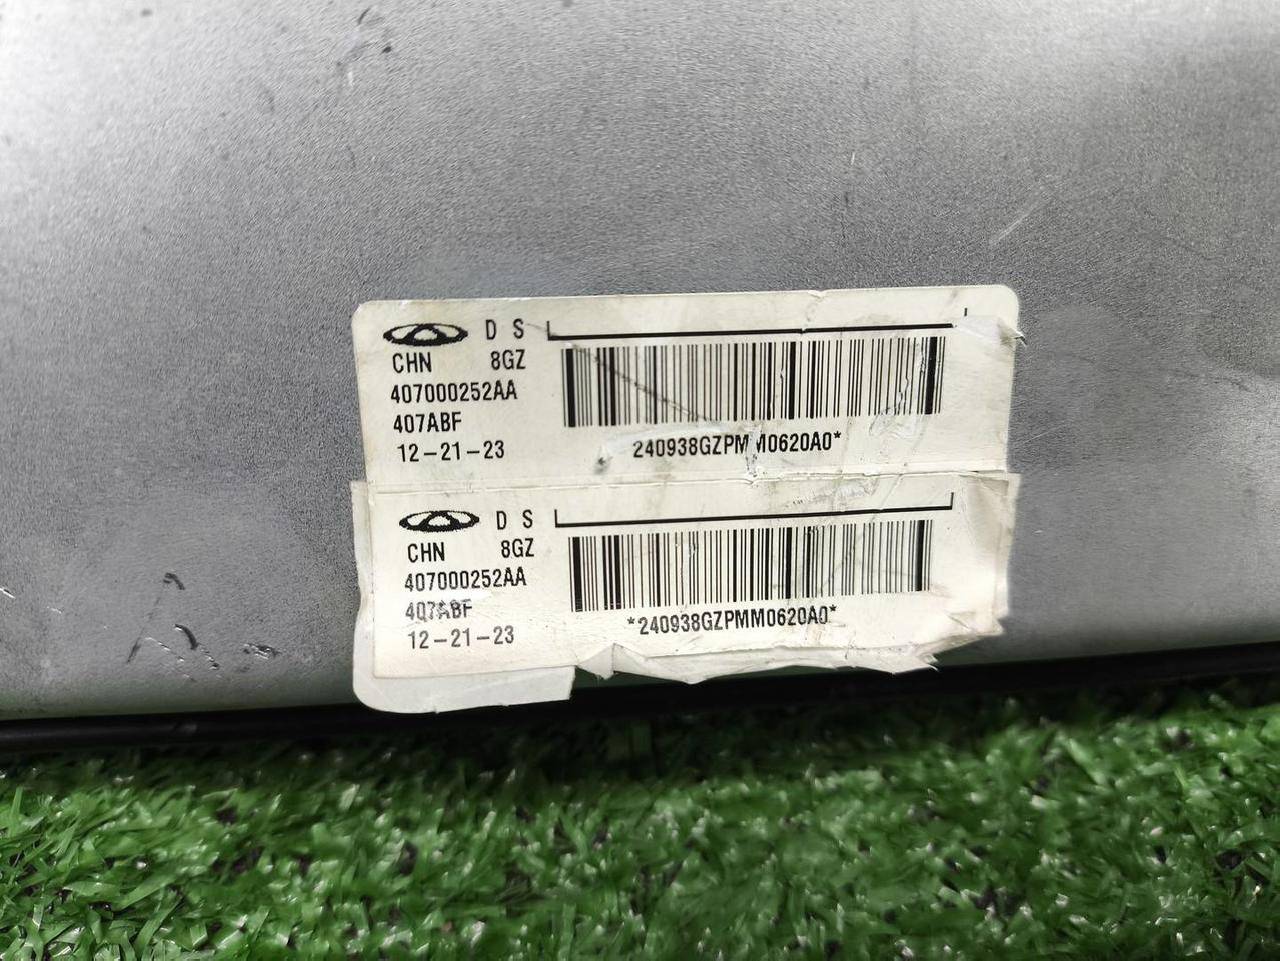 D S
CHN 8GZ
407000252AA
407ABF
12-21-23
240938GZPMM0620A0*
D S
CHN 8GZ
407000252AA
407ABF
12-21-23
*240938GZPMM0620A0*